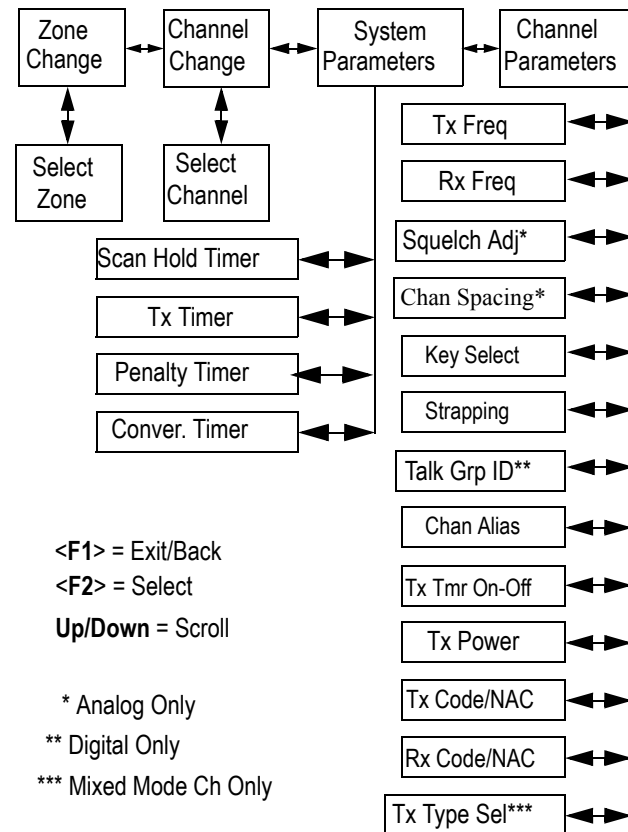 Zone
Change
Channel
Change
System
Parameters
Channel
Parameters
Select
Zone
Select
Channel
Scan Hold Timer
Tx Timer
Penalty Timer
Conver. Timer
Tx Freq
Rx Freq
Squelch Adj*
Chan Spacing*
Key Select
Strapping
Talk Grp ID**
Chan Alias
Tx Tmr On-Off
Tx Power
Tx Code/NAC
Rx Code/NAC
Tx Type Sel***
<F1> = Exit/Back
<F2> = Select
Up/Down = Scroll
* Analog Only
** Digital Only
*** Mixed Mode Ch Only